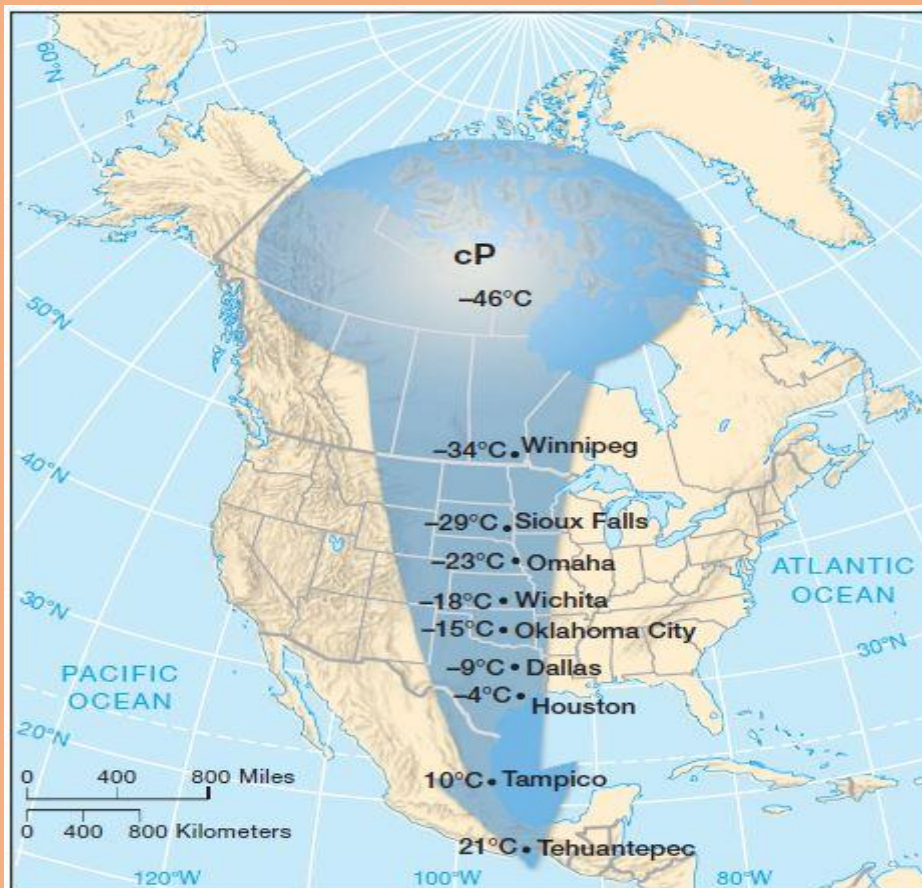 60°N
cP
–46°C
50°N
–34°C Winnipeg
40°N
–29°C Sioux Falls
–23°C Omaha
ATLANTIC
OCEAN
–18°C Wichita
30°N
–15°C Oklahoma City
30°N
PACIFIC
OCEAN
–9°C Dallas
–4°C Houston
20°N
0 400 800 Miles
10°C Tampico
0 400 800 Kilometers
21°C Tehuantepec
120°W
100°W
80°W